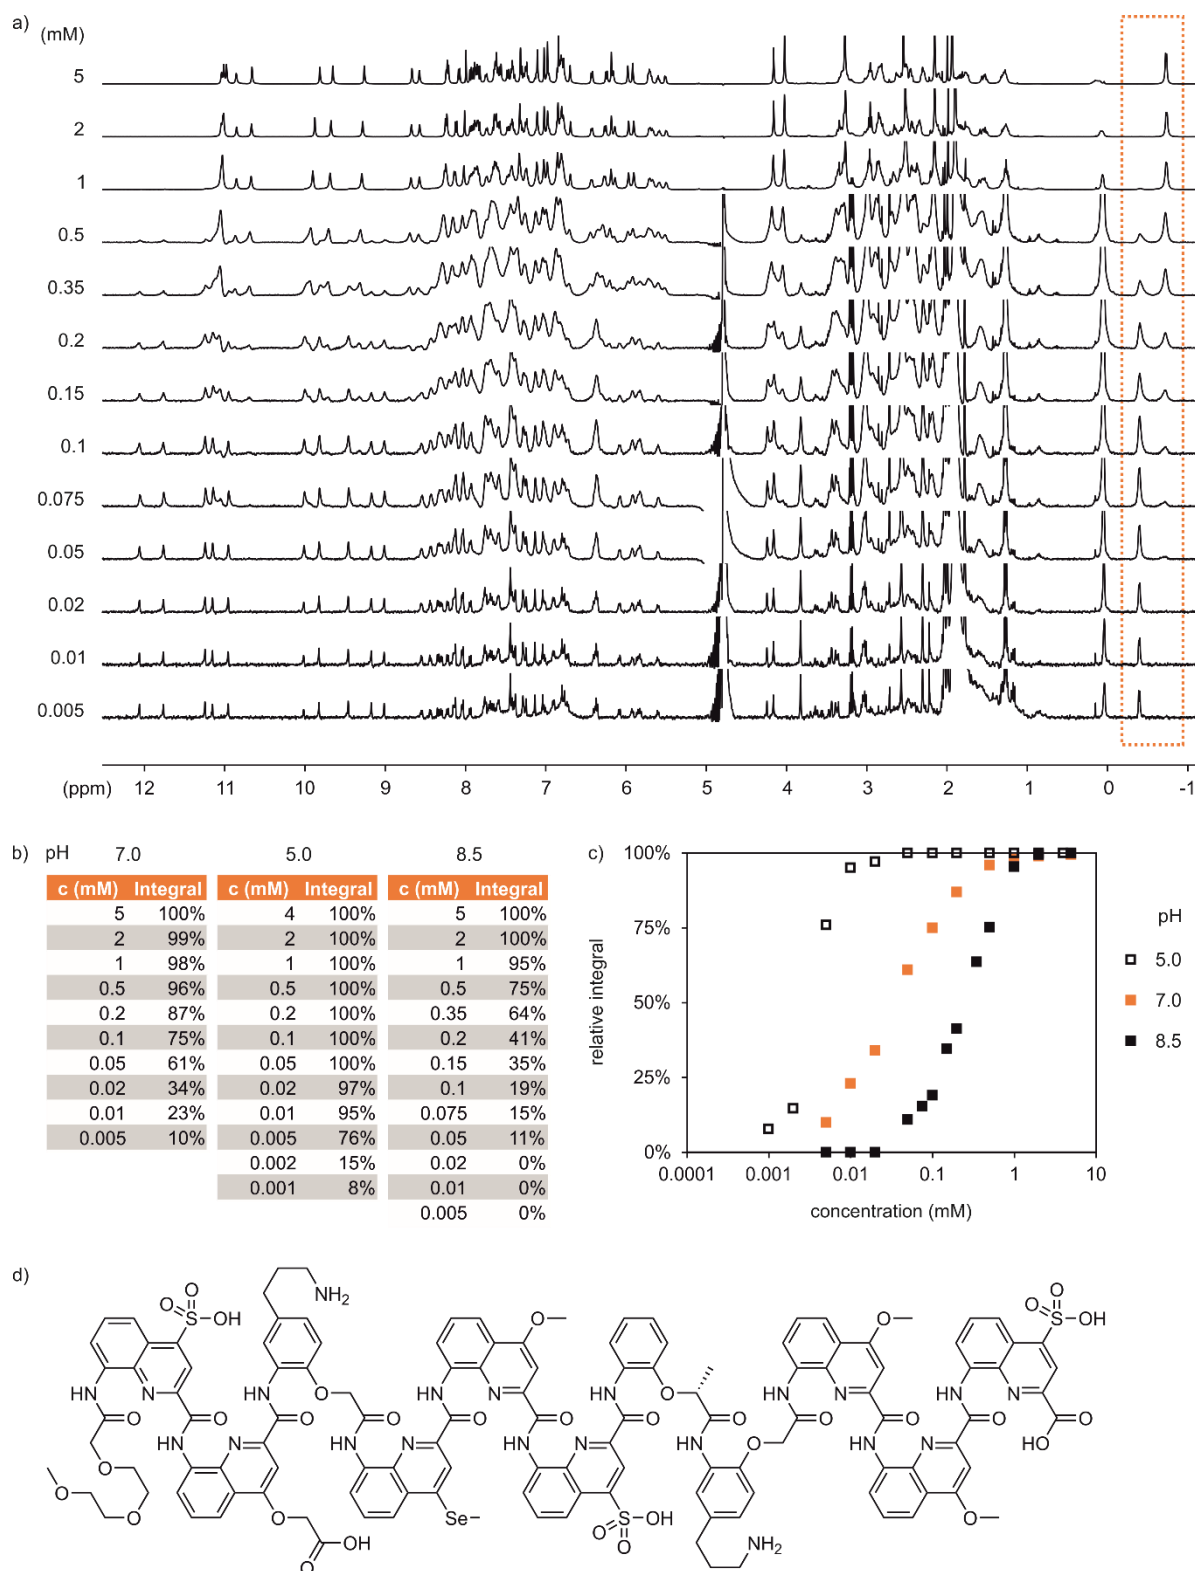 a)
(mM)
5
2
1
0.5
0.35
0.2
0.15
0.1
0.075
0.05
0.02
0.01
0.005
(ppm) 12 11 10 9 8 7 6 5 4 3 2 1 0 -1
b) pH 7.0 5.0 8.5
c (mM) Integral c (mM) Integral c (mM) Integral
5 100% 4 100% 5 100%
2 99% 2 100% 2 100%
1 98% 1 100% 1 95%
0.5 96% 0.5 100% 0.5 75%
0.2 87% 0.2 100% 0.35 64%
0.1 75% 0.1 100% 0.2 41%
0.05 61% 0.05 100% 0.15 35%
0.02 34% 0.02 97% 0.1 19%
0.01 23% 0.01 95% 0.075 15%
0.005 10% 0.005 76% 0.05 11%
0.002 15% 0.02 0%
0.001 8% 0.01 0%
0.005 0%
c)
relative integral
100%
75%
50%
25%
0%
0.0001 0.001 0.01 0.1 1 10
concentration (mM)
pH
5.0
7.0
8.5
d)
NH2
O O
S OH
O
O O
S OH
O
N
N
O
N
N
NH O HN O O HN O HN O O HN O HN O
O
HN O N
O
HN N
O
HN N
O
HN O
O
HN N
O
HO
O
O
O
O
OH
O
Se
O
S OH
O
NH2
O